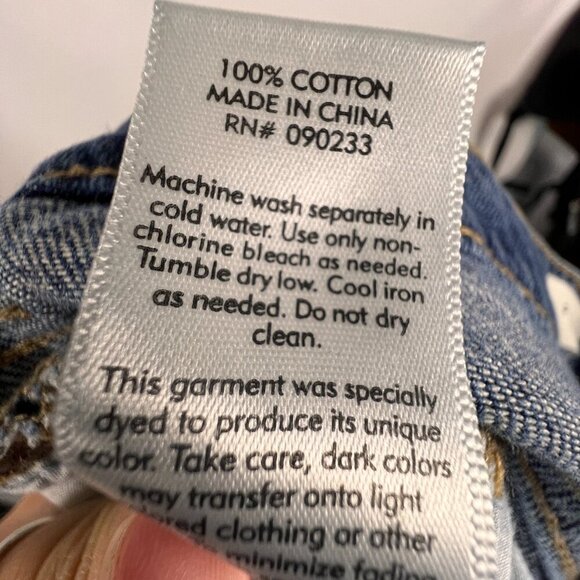 100% COTTON
MADE IN CHINA
RN# 090233
Machine wash separately in
cold water. Use only non-
chlorine bleach as needed.
Tumble dry low. Cool iron
as needed. Do not dry
clean.
This garment was specially
dyed to produce its unique
color. Take care, dark colors
may transfer onto light
clothing or other
minimize fading